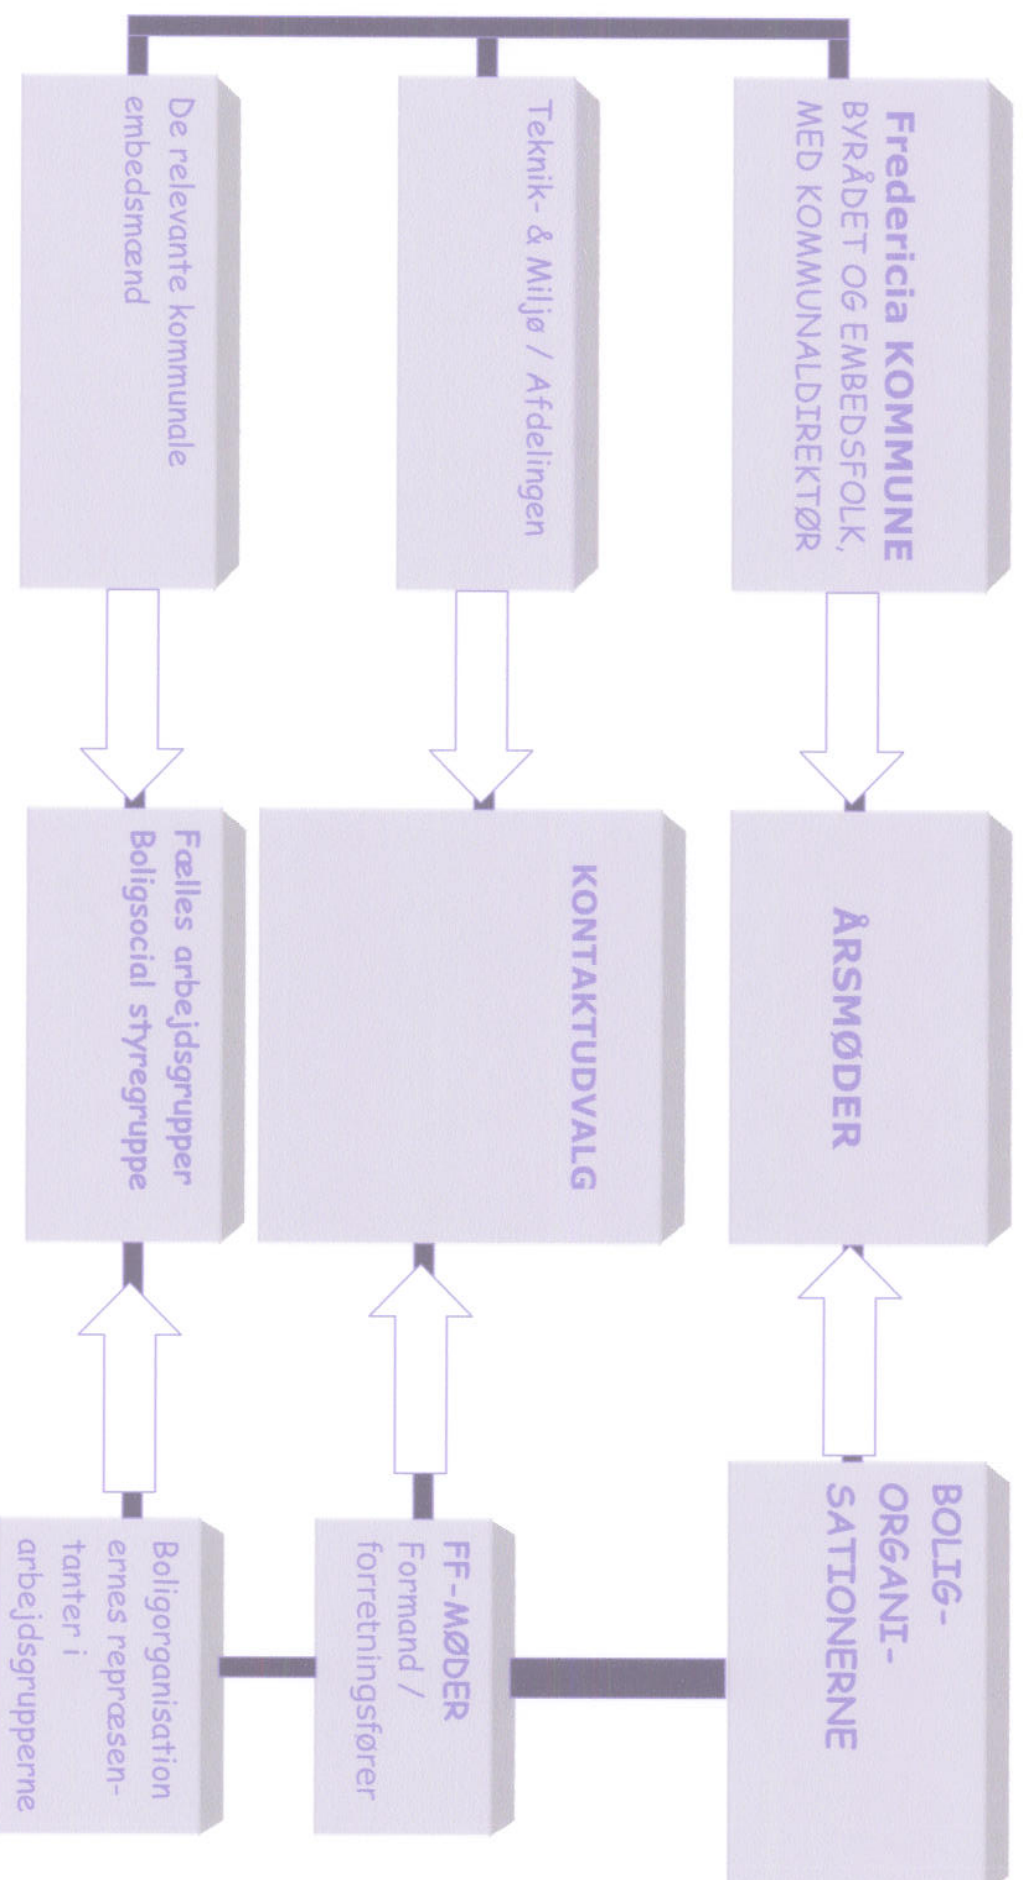 Fredericia KOMMUNE
BYRÅDET OG EMBEDSFOLK,
MED KOMMUNALDIREKTØR
ÅRSMØDER
BOLIG-
ORGANI-
SATIONERNE
Teknik- & Miljø / Afdelingen
KONTAKTUDVALG
FF-MØDER
Formand /
forretningsfører
De relevante kommunale
embedsmænd
Fælles arbejdsgrupper
Boligsocial styregruppe
Boligorganisation
ernes repræsen-
tanter i
arbejdsgrupperne